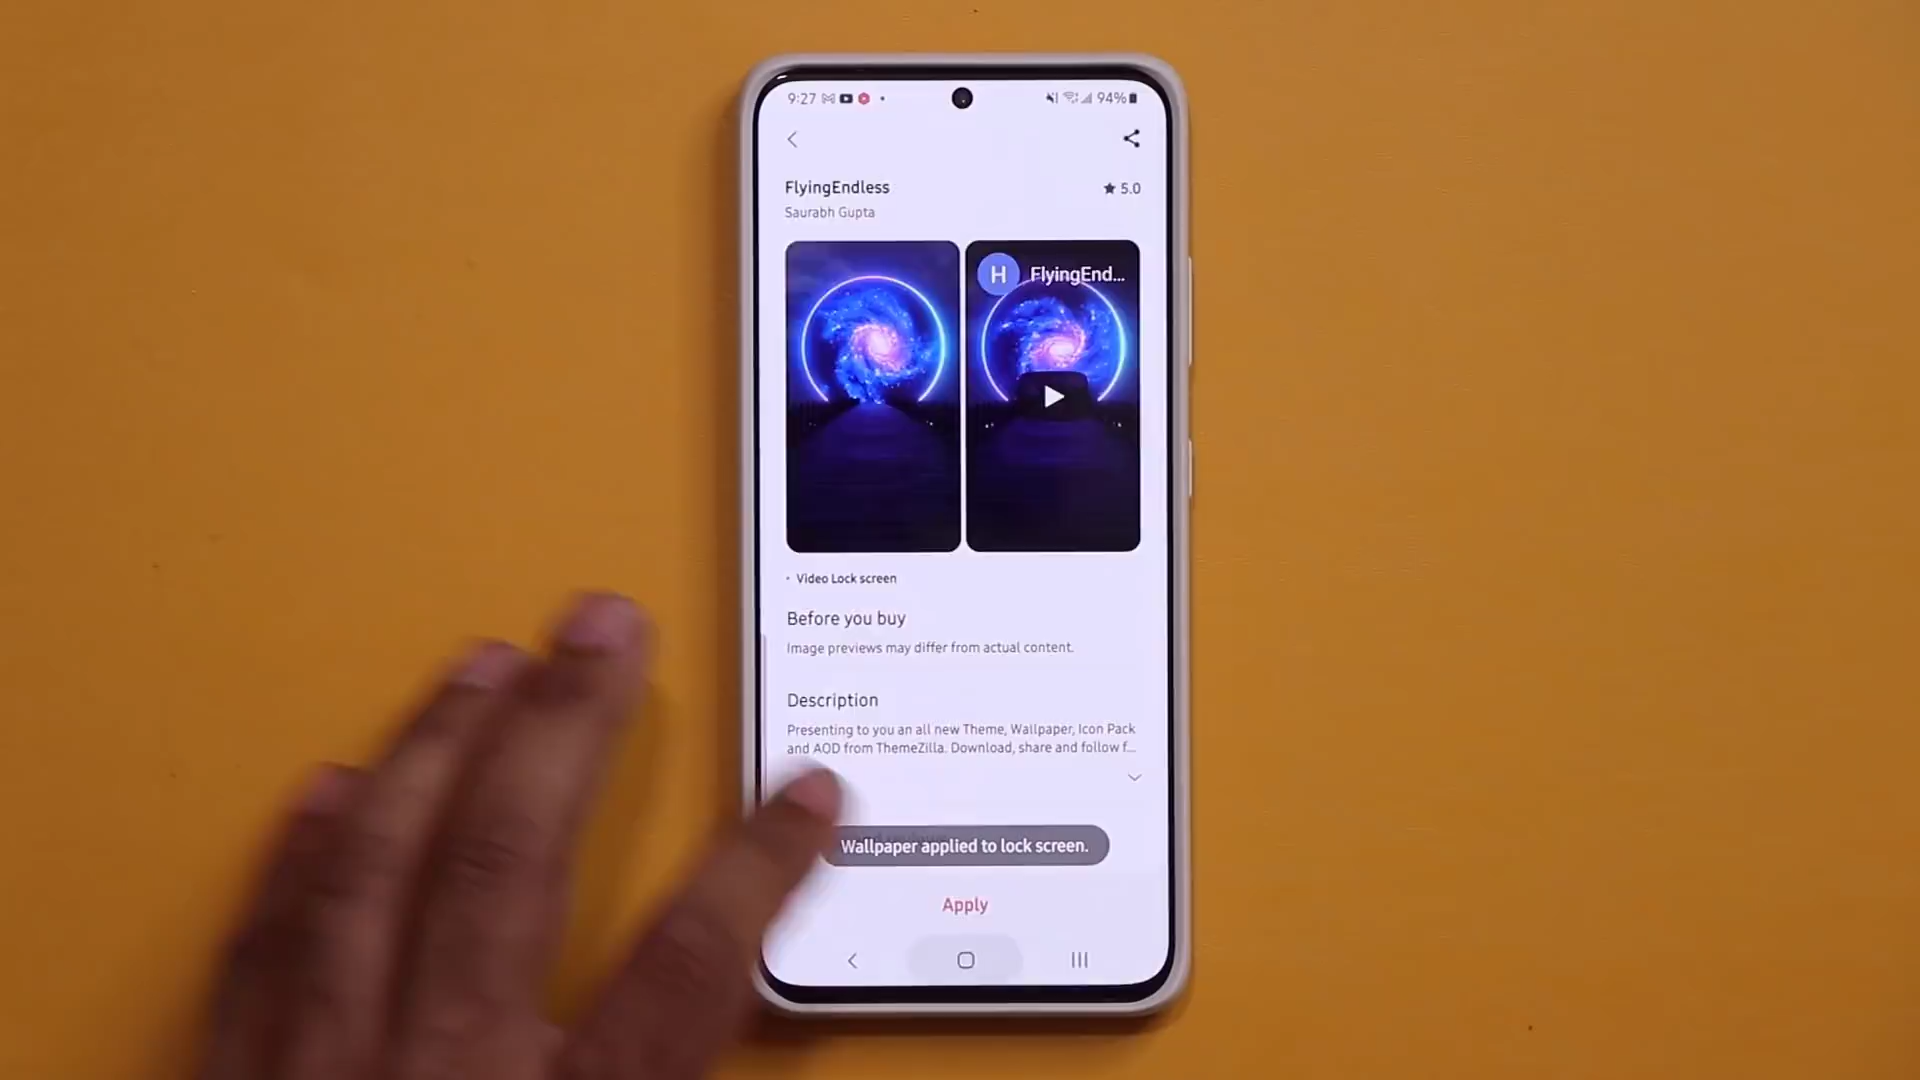 9:27
94%
FlyingEndless
5.0
Saurabh Gupta
H FlyingEnd...
Video Lock screen
Before you buy
Image previews may differ from actual content.
Description
Presenting to you an all new Theme, Wallpaper, Icon Pack
and AOD from ThemeZilla. Download, share and follow f...
Wallpaper applied to lock screen.
Apply